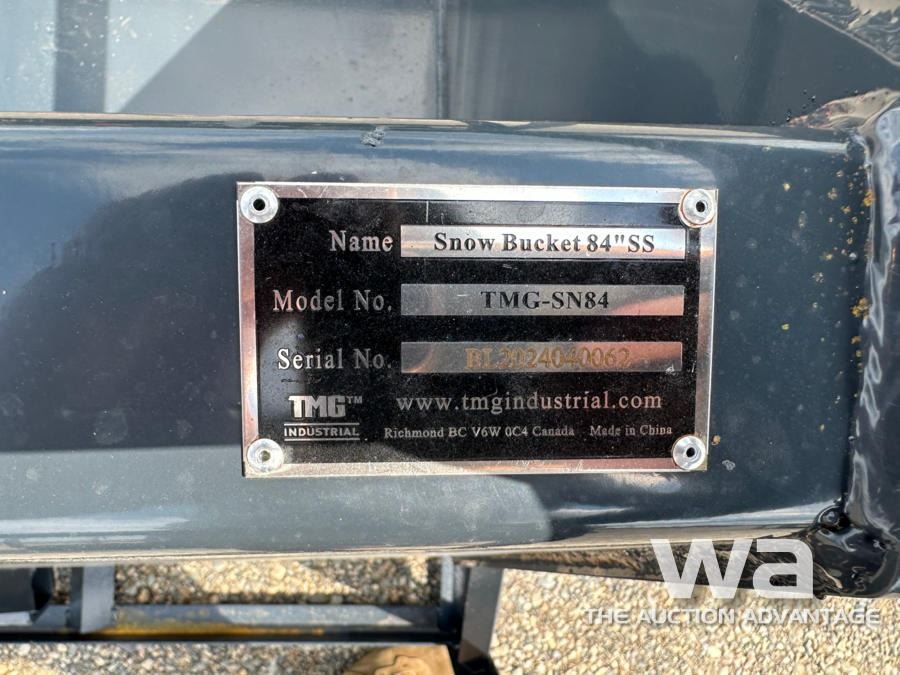 Name Snow Bucket 84"SS
Model No. TMG-SN84
Serial No. BL2024040062
TMG™ www.tmgindustrial.com
INDUSTRIAL Richmond BC V6W 0C4 Canada Made in China
wa
THE AUCTION ADVANTAGE